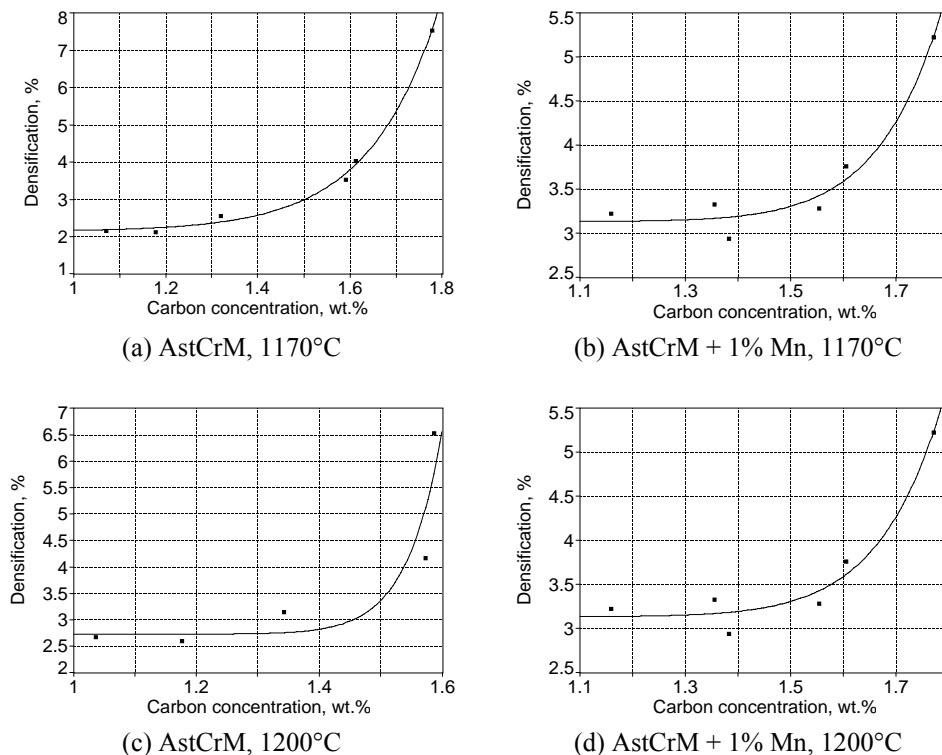 8
7
6
5
4
3
2
1
1 1.2 1.4 1.6 1.8
Densification, %
Carbon concentration, wt.%
(a) AstCrM, 1170°C
5.5
5
4.5
4
3.5
3
2.5
1.1 1.3 1.5 1.7
Densification, %
Carbon concentration, wt.%
(b) AstCrM + 1% Mn, 1170°C
7
6.5
6
5.5
5
4.5
4
3.5
3
2.5
2
1 1.2 1.4 1.6
Densification, %
Carbon concentration, wt.%
(c) AstCrM, 1200°C
5.5
5
4.5
4
3.5
3
2.5
1.1 1.3 1.5 1.7
Densification, %
Carbon concentration, wt.%
(d) AstCrM + 1% Mn, 1200°C